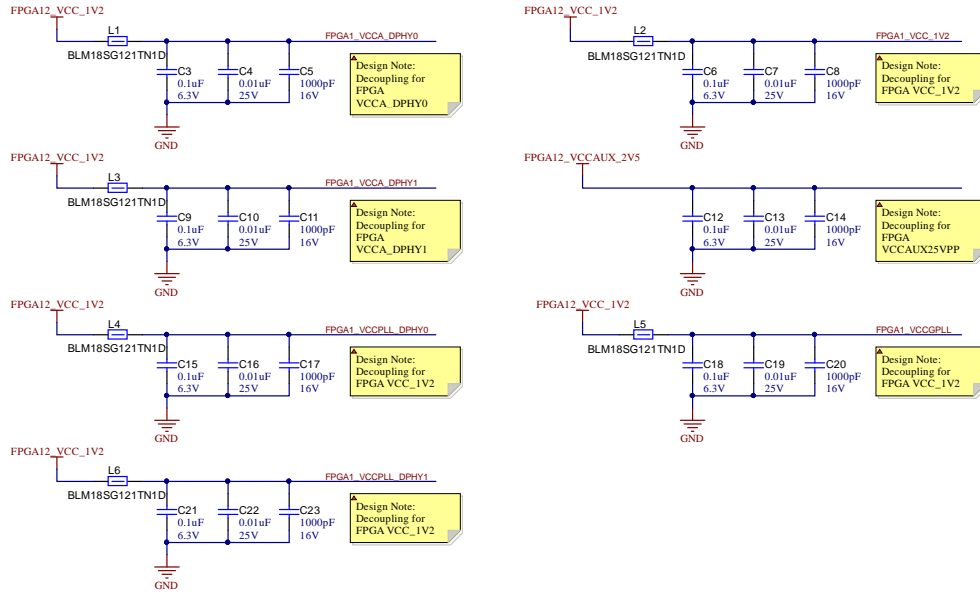 FPGA12_VCC_1V2
L1
BLM18SG121TN1D
FPGA1_VCCA_DPHY0
C3
0.1uF
6.3V
C4
0.01uF
25V
C5
1000pF
16V
GND
Design Note:
Decoupling for
FPGA
VCCA_DPHY0
FPGA12_VCC_1V2
L2
BLM18SG121TN1D
FPGA1_VCC_1V2
C6
0.1uF
6.3V
C7
0.01uF
25V
C8
1000pF
16V
GND
Design Note:
Decoupling for
FPGA VCC_1V2
FPGA12_VCC_1V2
L3
BLM18SG121TN1D
FPGA1_VCCA_DPHY1
C9
0.1uF
6.3V
C10
0.01uF
25V
C11
1000pF
16V
GND
Design Note:
Decoupling for
FPGA
VCCA_DPHY1
FPGA12_VCCAUX_2V5
C12
0.1uF
6.3V
C13
0.01uF
25V
C14
1000pF
16V
GND
Design Note:
Decoupling for
FPGA
VCCAUX25VPP
FPGA12_VCC_1V2
L4
BLM18SG121TN1D
FPGA1_VCCPLL_DPHY0
C15
0.1uF
6.3V
C16
0.01uF
25V
C17
1000pF
16V
GND
Design Note:
Decoupling for
FPGA VCC_1V2
FPGA12_VCC_1V2
L5
BLM18SG121TN1D
FPGA1_VCCGPLL
C18
0.1uF
6.3V
C19
0.01uF
25V
C20
1000pF
16V
GND
Design Note:
Decoupling for
FPGA VCC_1V2
FPGA12_VCC_1V2
L6
BLM18SG121TN1D
FPGA1_VCCPLL_DPHY1
C21
0.1uF
6.3V
C22
0.01uF
25V
C23
1000pF
16V
GND
Design Note:
Decoupling for
FPGA VCC_1V2